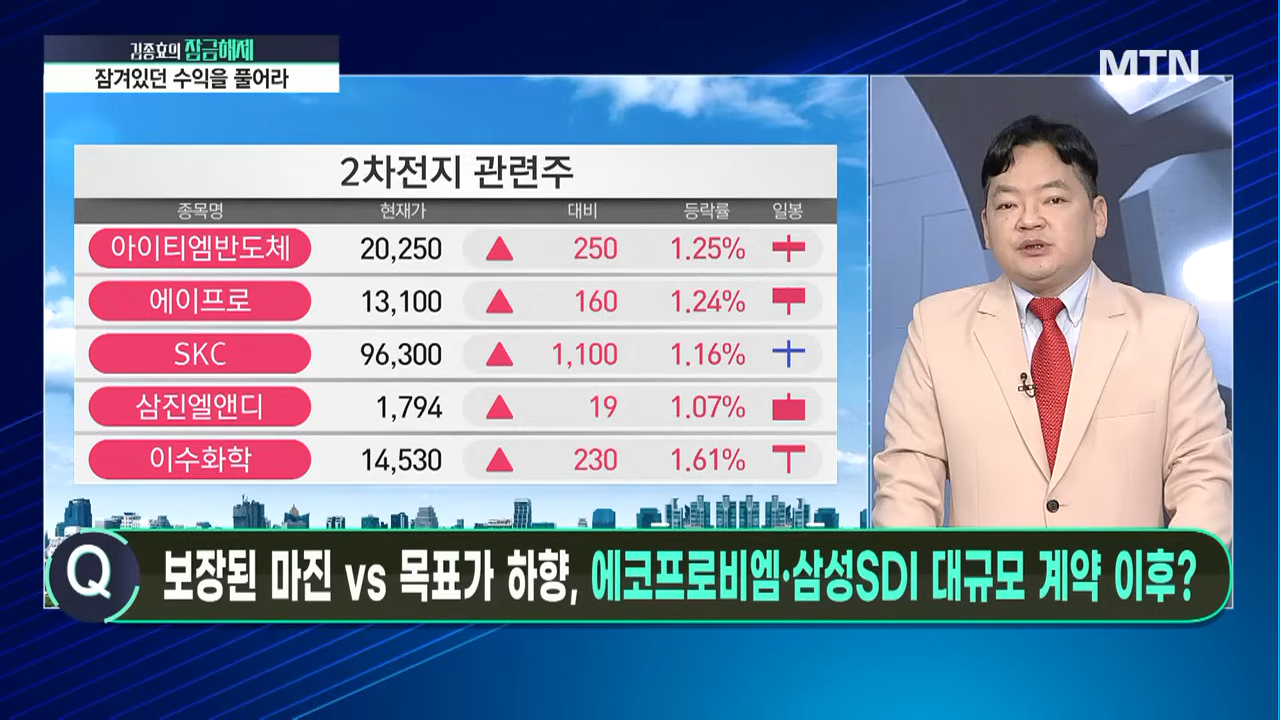 김종효의 잠금해제
잠겨있던 수익을 풀어라
MTN
2차전지 관련주
종목명 현재가 대비 등락률 일봉
아이티엠반도체 20,250 ▲ 250 1.25%
에이프로 13,100 ▲ 160 1.24%
SKC 96,300 ▲ 1,100 1.16%
삼진엘앤디 1,794 ▲ 19 1.07%
이수화학 14,530 ▲ 230 1.61%
Q 보장된 마진 vs 목표가 하향, 에코프로비엠·삼성SDI 대규모 계약 이후?